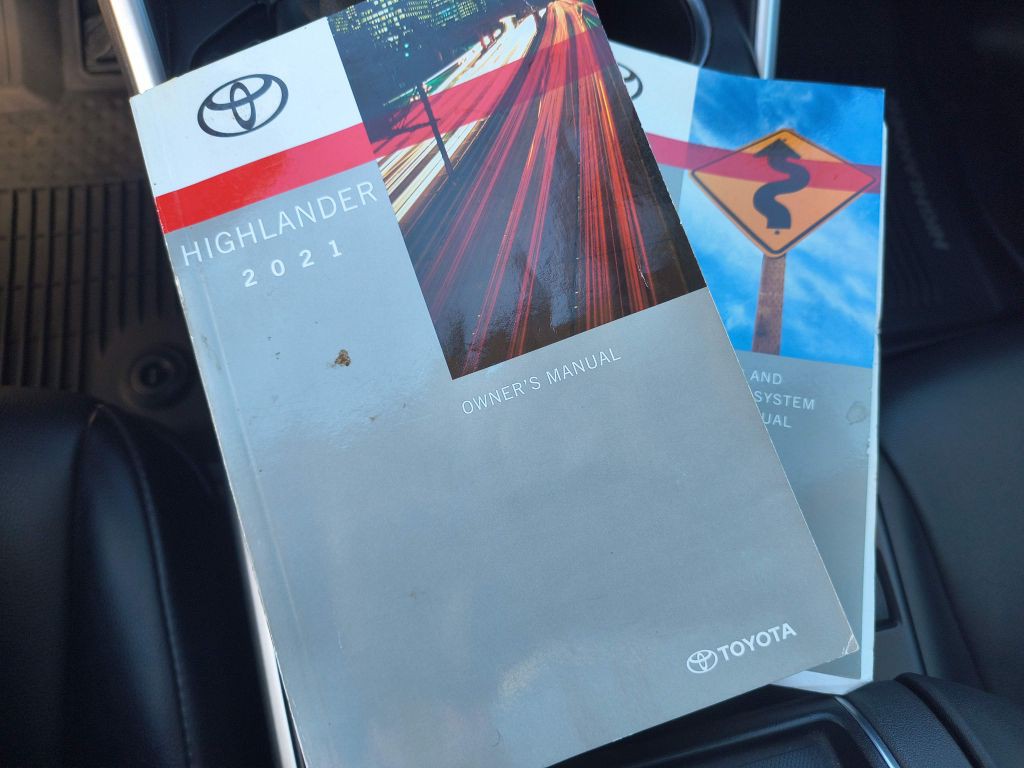 HIGHLANDER
2021
OWNER'S MANUAL
TOYOTA
AND
SYSTEM
UAL